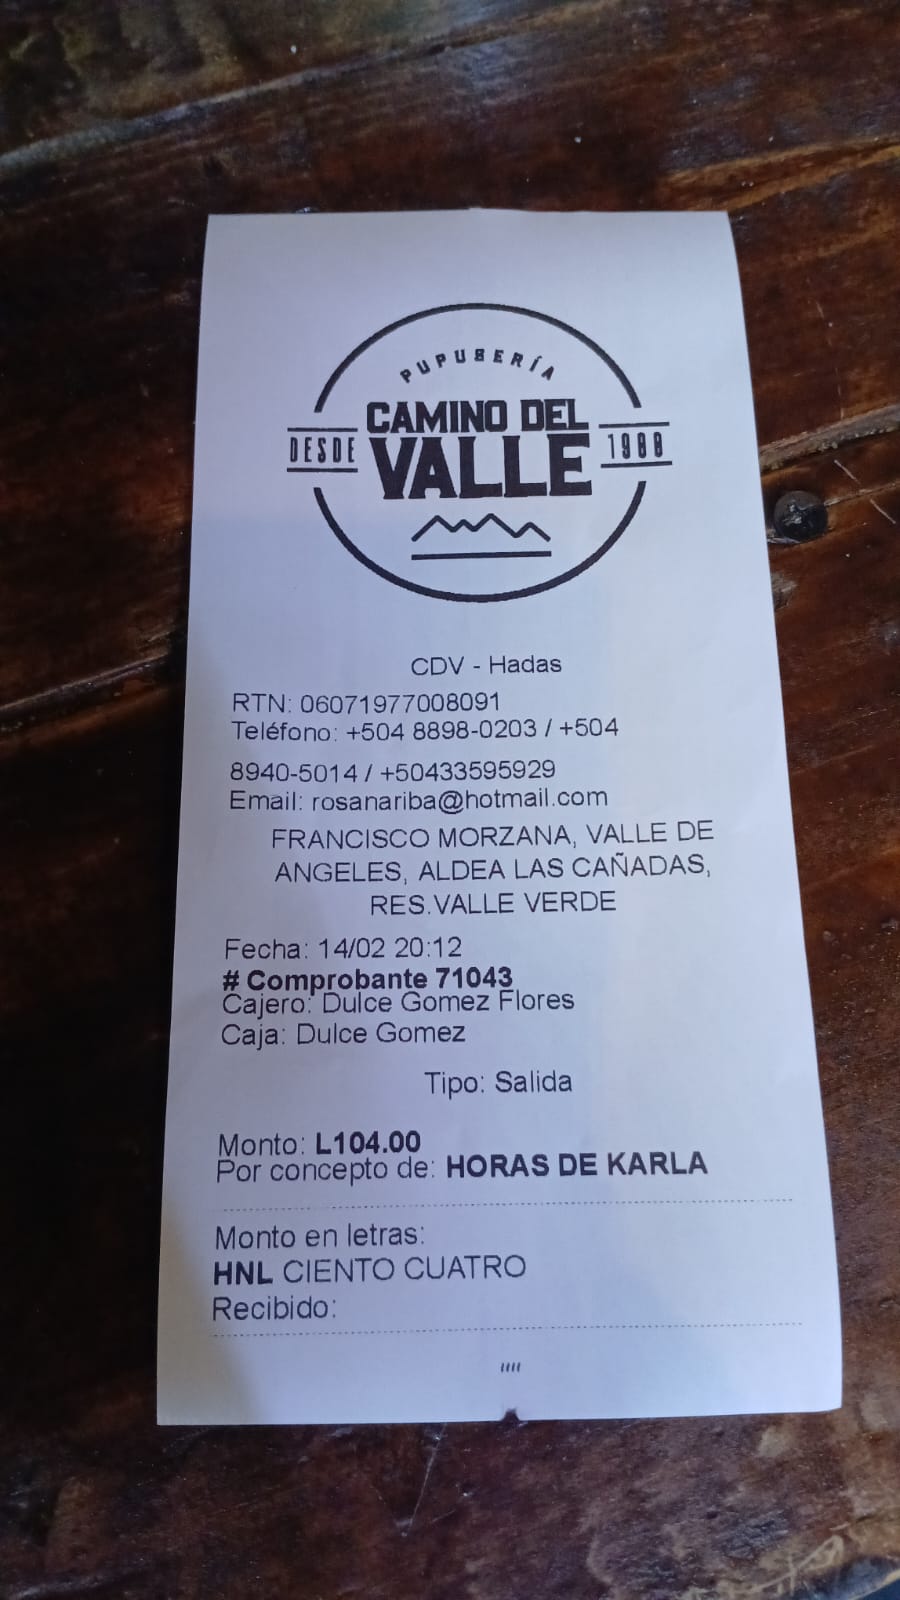 PUPUSERÍA
CAMINO DEL
DESDE VALLE 1988
CDV - Hadas
RTN: 06071977008091
Teléfono: +504 8898-0203 / +504
8940-5014 / +50433595929
Email: rosanariba@hotmail.com
FRANCISCO MORZANA, VALLE DE
ANGELES, ALDEA LAS CAÑADAS,
RES.VALLE VERDE
Fecha: 14/02 20:12
# Comprobante 71043
Cajero: Dulce Gomez Flores
Caja: Dulce Gomez
Tipo: Salida
Monto: L104.00
Por concepto de: HORAS DE KARLA
Monto en letras:
HNL CIENTO CUATRO
Recibido: